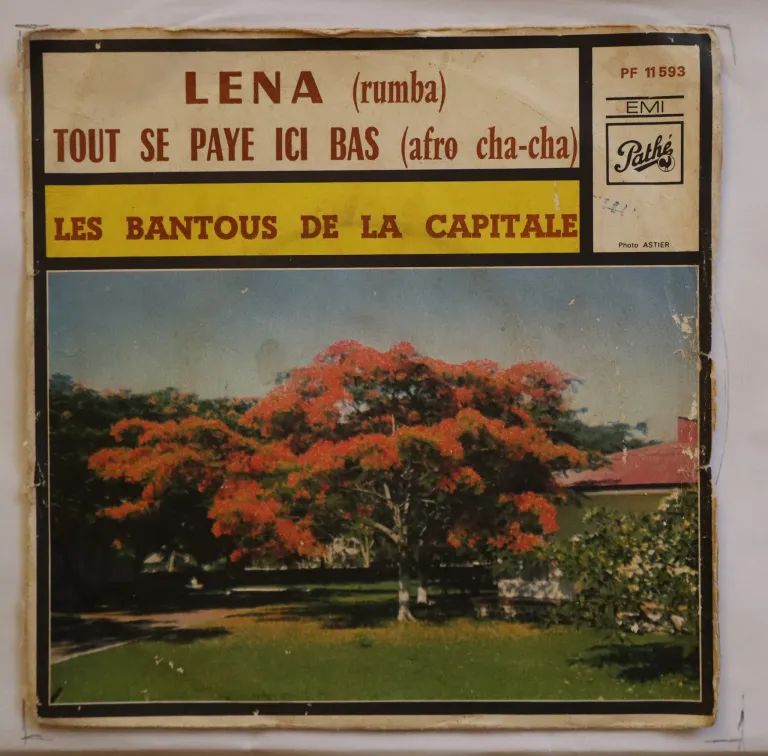 LENA (rumba)
TOUT SE PAYE ICI BAS (afro cha-cha)
LES BANTOUS DE LA CAPITALE
PF 11593
EMI
Pathé
Photo ASTIER